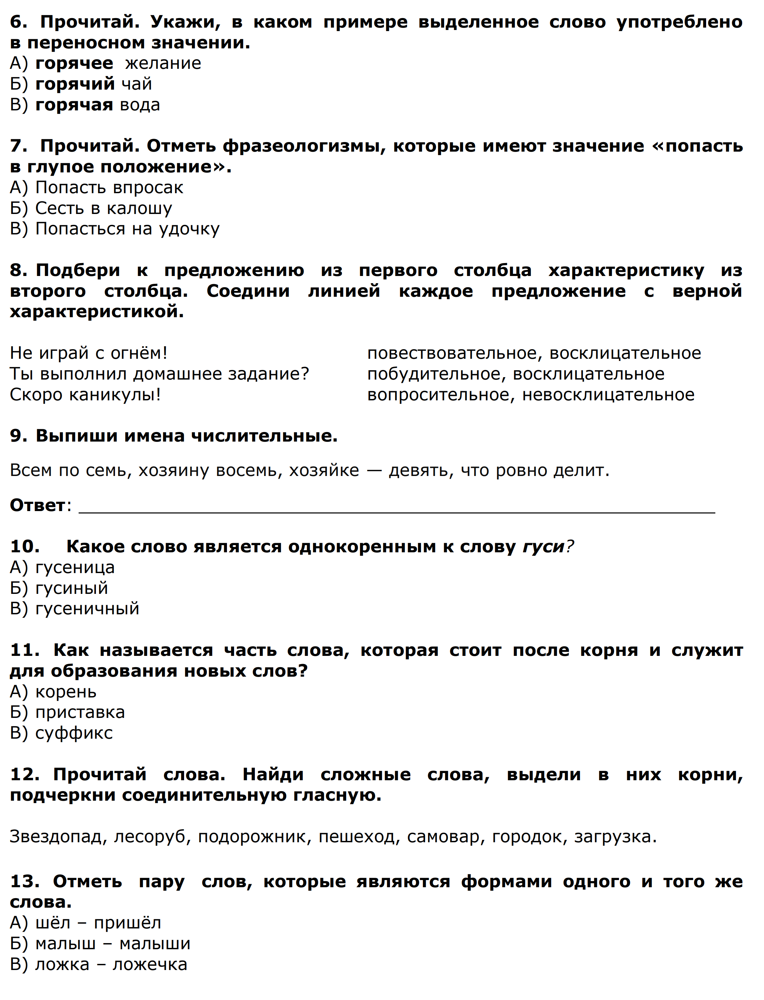 6. Прочитай. Укажи, в каком примере выделенное слово употреблено
в переносном значении.
А) горячее желание
Б) горячий чай
В) горячая вода
7. Прочитай. Отметь фразеологизмы, которые имеют значение «попасть
в глупое положение».
А) Попасть впросак
Б) Сесть в калошу
В) Попасться на удочку
8. Подбери к предложению из первого столбца характеристику из
второго столбца. Соедини линией каждое предложение с верной
характеристикой.
Не играй с огнём! повествовательное, восклицательное
Ты выполнил домашнее задание? побудительное, восклицательное
Скоро каникулы! вопросительное, невосклицательное
9. Выпиши имена числительные.
Всем по семь, хозяину восемь, хозяйке — девять, что ровно делит.
Ответ:
10. Какое слово является однокоренным к слову гуси?
А) гусеница
Б) гусиный
В) гусеничный
11. Как называется часть слова, которая стоит после корня и служит
для образования новых слов?
А) корень
Б) приставка
В) суффикс
12. Прочитай слова. Найди сложные слова, выдели в них корни,
подчеркни соединительную гласную.
Звездопад, лесоруб, подорожник, пешеход, самовар, городок, загрузка.
13. Отметь пару слов, которые являются формами одного и того же
слова.
А) шёл – пришёл
Б) малыш – малыши
В) ложка – ложечка